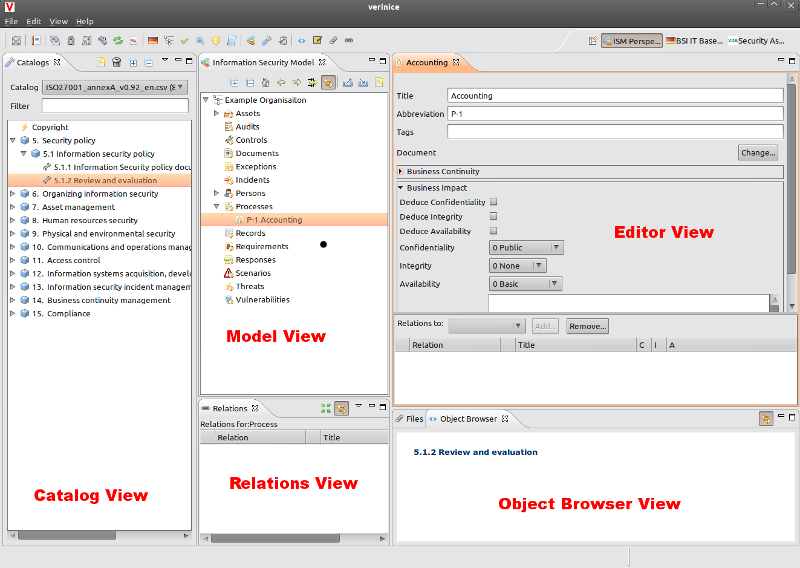 verinice
File Edit View Help
ISM Perspe... BSI IT Base... Security As...
Catalogs
Catalog ISO27001_annexA_v0.92_en.csv
Filter
Copyright
5. Security policy
5.1 Information security policy
5.1.1 Information Security policy docu
5.1.2 Review and evaluation
6. Organizing information security
7. Asset management
8. Human resources security
9. Physical and environmental security
10. Communications and operations manag
11. Access control
12. Information systems acquisition, develo
13. Information security incident managem
14. Business continuity management
15. Compliance
Catalog View
Information Security Model
Example Organisaiton
Assets
Audits
Controls
Documents
Exceptions
Incidents
Persons
Processes
P-1 Accounting
Records
Requirements
Responses
Scenarios
Threats
Vulnerabilities
Model View
Relations
Relations for:Process
Relation Title
Relations View
Accounting
Title Accounting
Abbreviation P-1
Tags
Document Change...
Business Continuity
Business Impact
Deduce Confidentiality
Deduce Integrity
Deduce Availability
Confidentiality 0 Public
Integrity 0 None
Availability 0 Basic
Editor View
Relations to: Add... Remove...
Relation Title C I A
Files Object Browser
5.1.2 Review and evaluation
Object Browser View